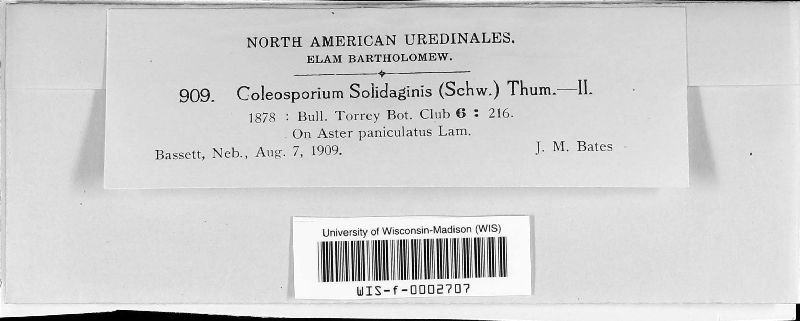 NORTH AMERICAN UREDINALES.
ELAM BARTHOLOMEW.
909. Coleosporium Solidaginis (Schw.) Thum.—II.
1878 : Bull. Torrey Bot. Club 6 : 216.
On Aster paniculatus Lam.
Bassett, Neb., Aug. 7, 1909. J. M. Bates
University of Wisconsin-Madison (WIS)
WIS-f-0002707